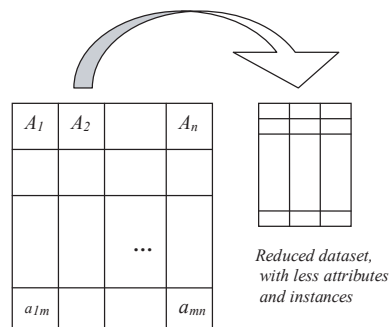 A1 A2 An
...
a1m amn
Reduced dataset,
with less attributes
and instances